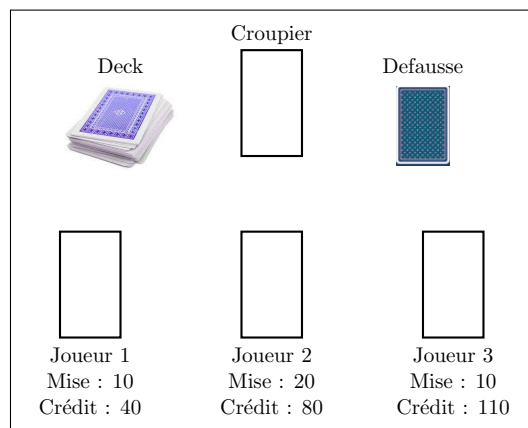 Croupier
Deck
Defausse
Joueur 1
Mise : 10
Crédit : 40
Joueur 2
Mise : 20
Crédit : 80
Joueur 3
Mise : 10
Crédit : 110